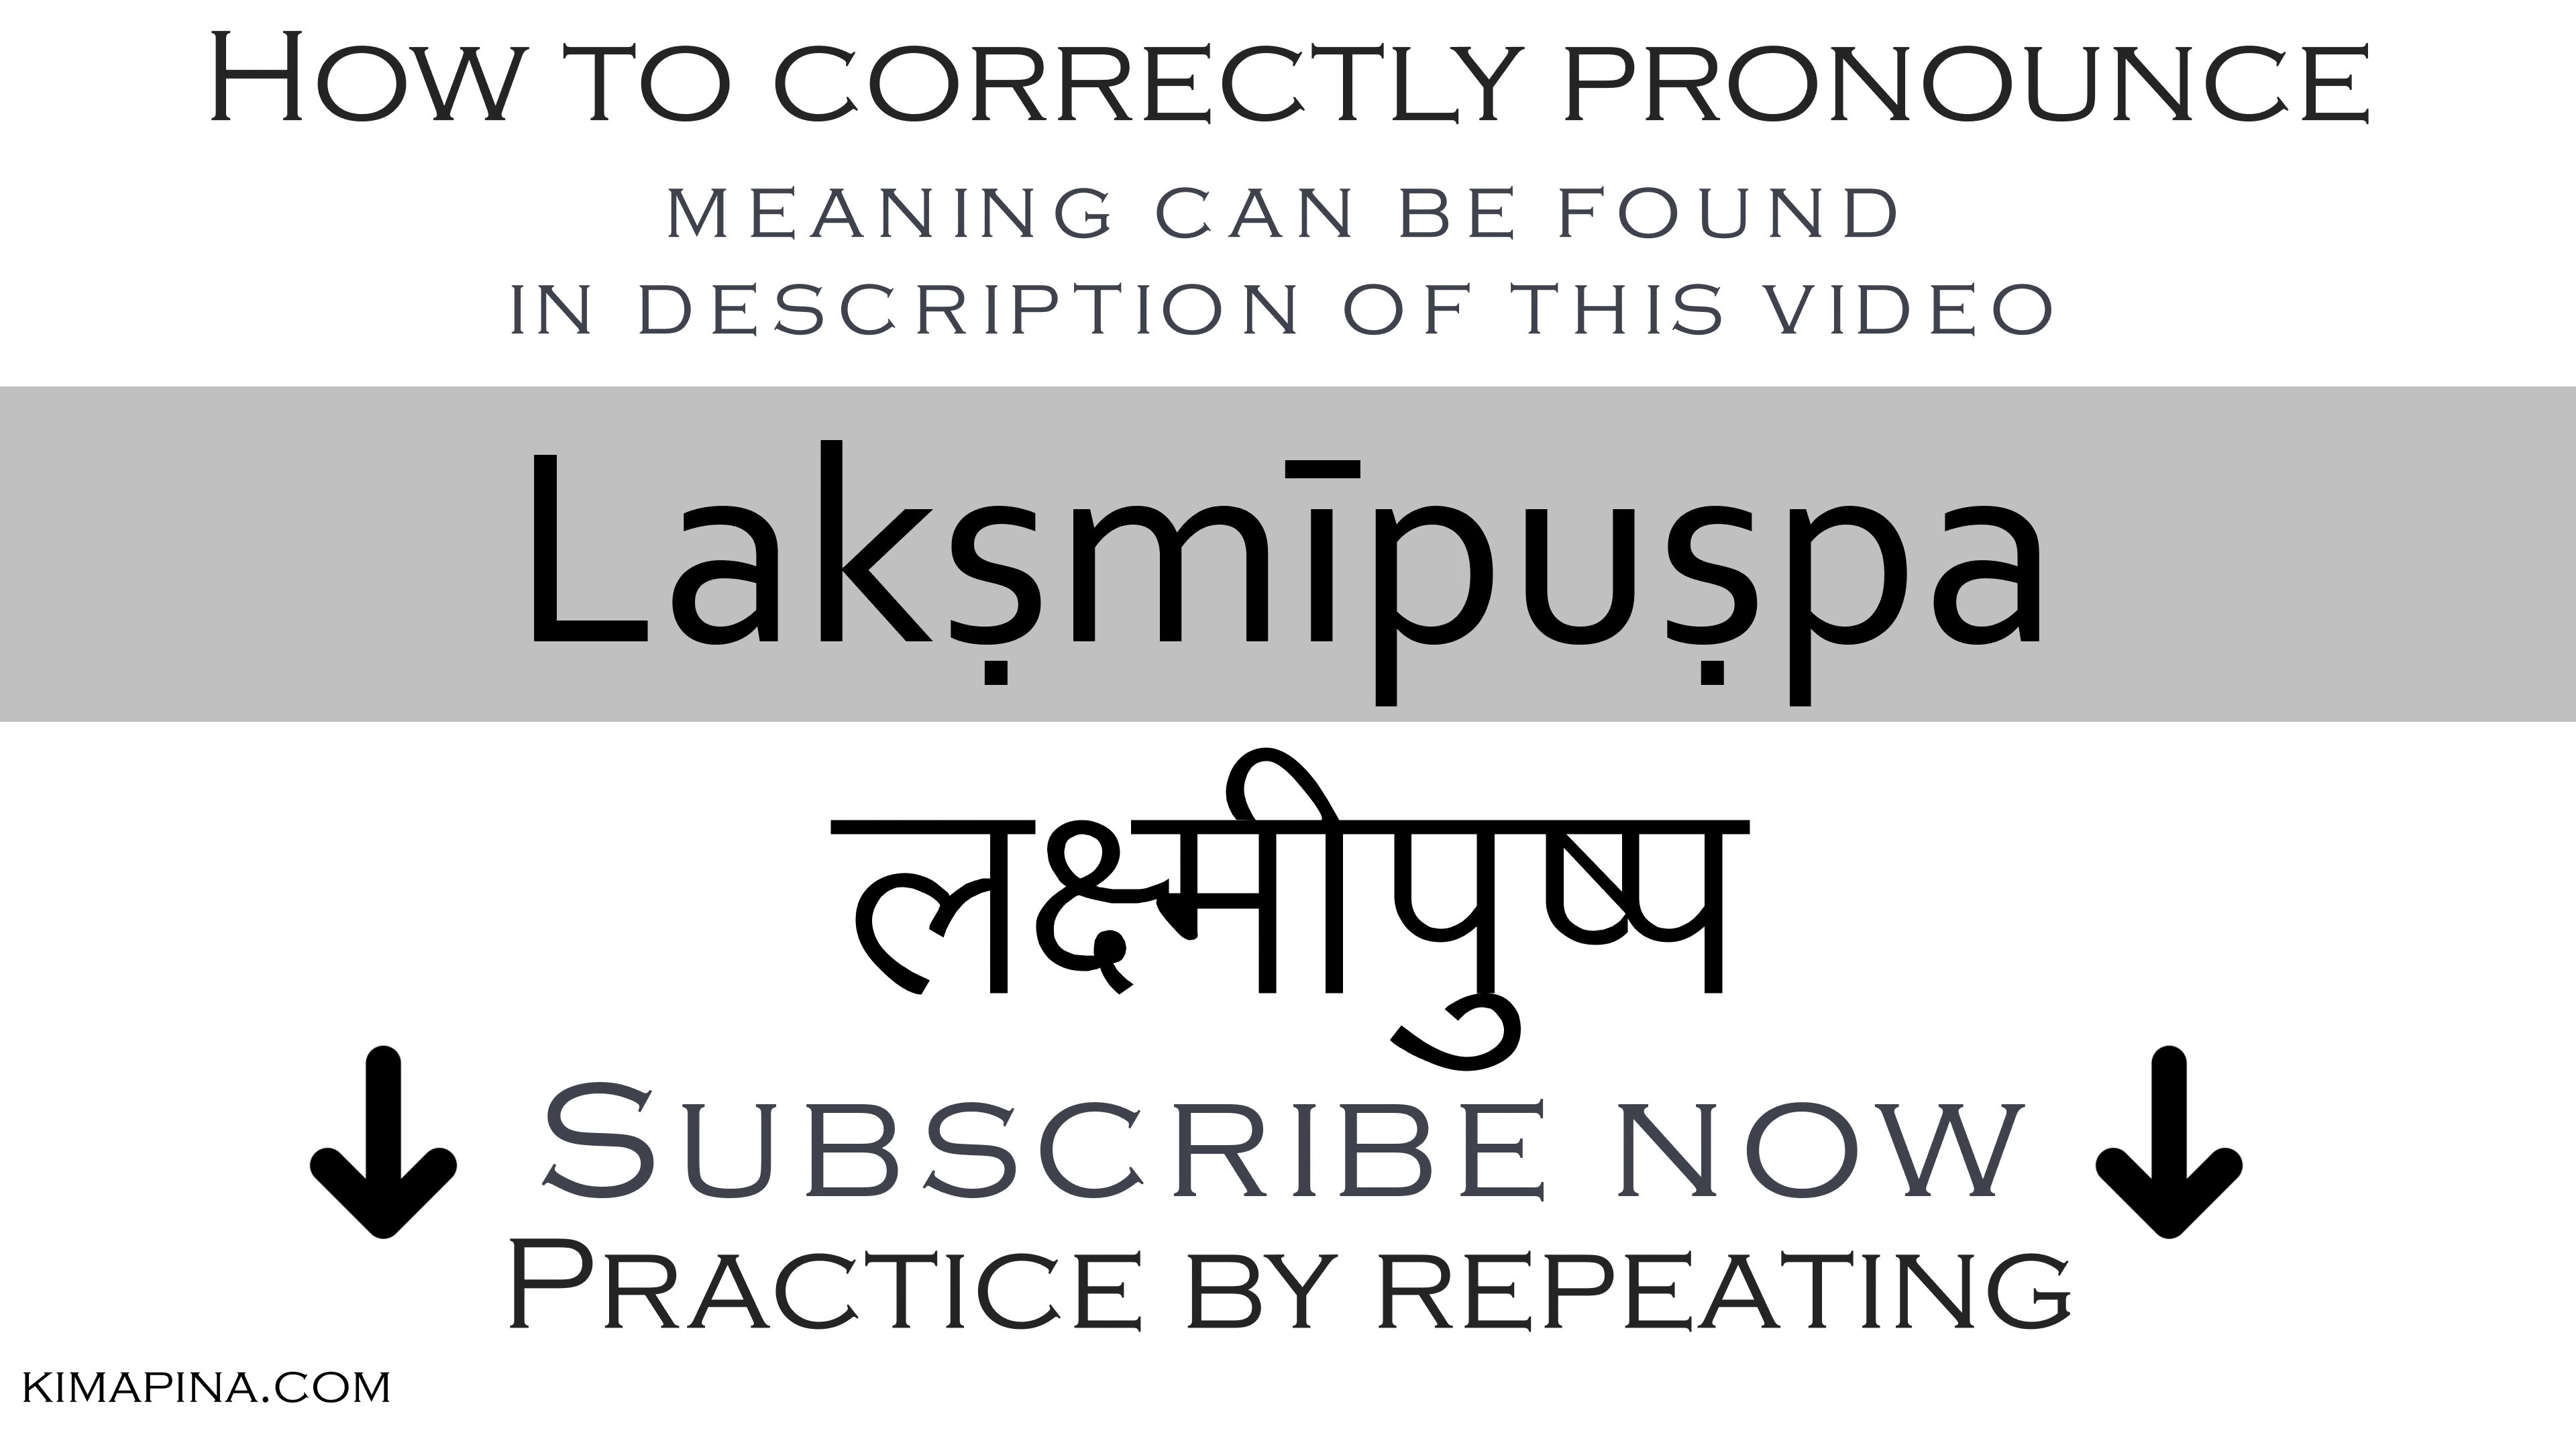 How to correctly pronounce
meaning can be found
in description of this video
Lakṣmīpuṣpa
लक्ष्मीपुष्प
Subscribe now
Practice by repeating
kimapina.com